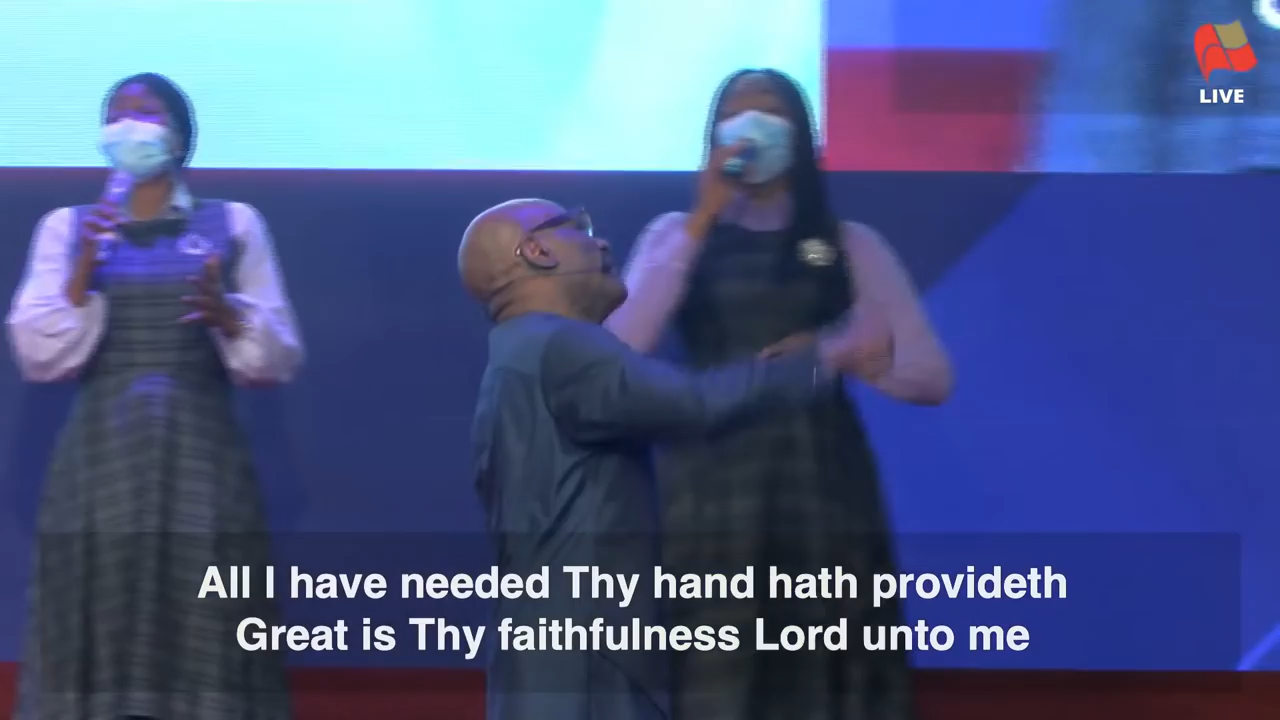 LIVE
All I have needed Thy hand hath provideth
Great is Thy faithfulness Lord unto me